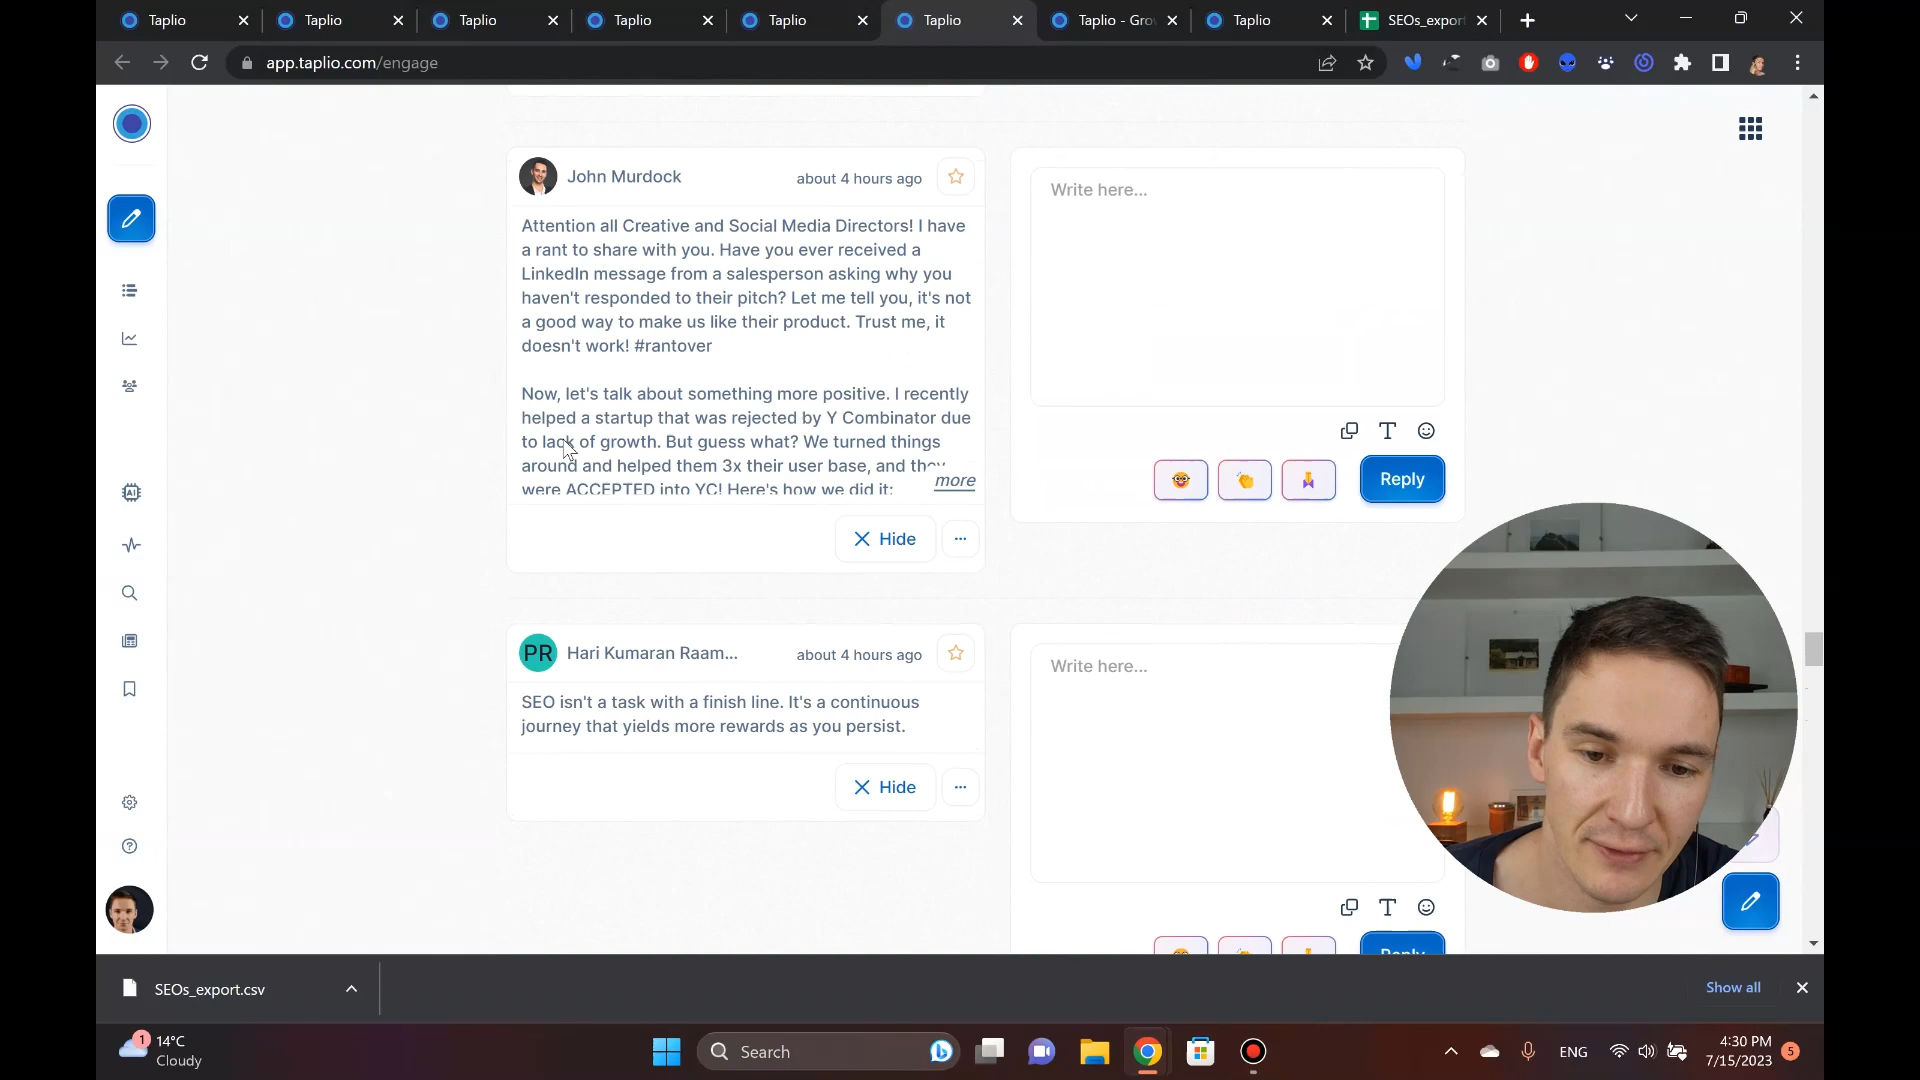 Taplio
Taplio
Taplio
Taplio
Taplio
Taplio
Taplio - Gro
Taplio
SEOs_export
app.taplio.com/engage
John Murdock
about 4 hours ago
Attention all Creative and Social Media Directors! I have
a rant to share with you. Have you ever received a
LinkedIn message from a salesperson asking why you
haven't responded to their pitch? Let me tell you, it's not
a good way to make us like their product. Trust me, it
doesn't work! #rantover
Now, let's talk about something more positive. I recently
helped a startup that was rejected by Y Combinator due
to lack of growth. But guess what? We turned things
around and helped them 3x their user base, and they
were ACCEPTED into YC! Here's how we did it:
more
Hide
Write here...
Reply
Hari Kumaran Raam...
about 4 hours ago
PR
SEO isn't a task with a finish line. It's a continuous
journey that yields more rewards as you persist.
Hide
Write here...
Reply
AI
SEOs_export.csv
Show all
1
14°C
Cloudy
Search
ENG
4:30 PM
7/15/2023
5